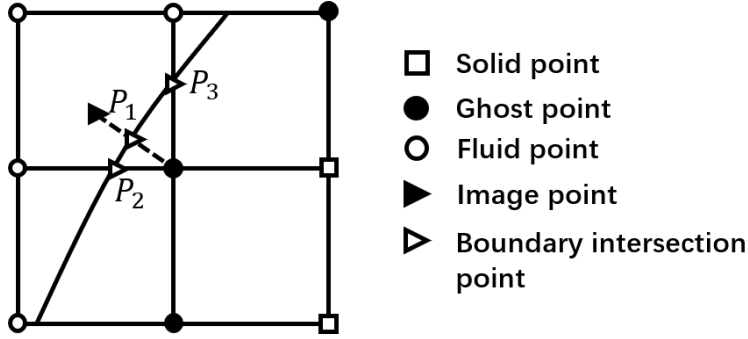 P₁
P₃
P₂
Solid point
Ghost point
Fluid point
Image point
Boundary intersection
point